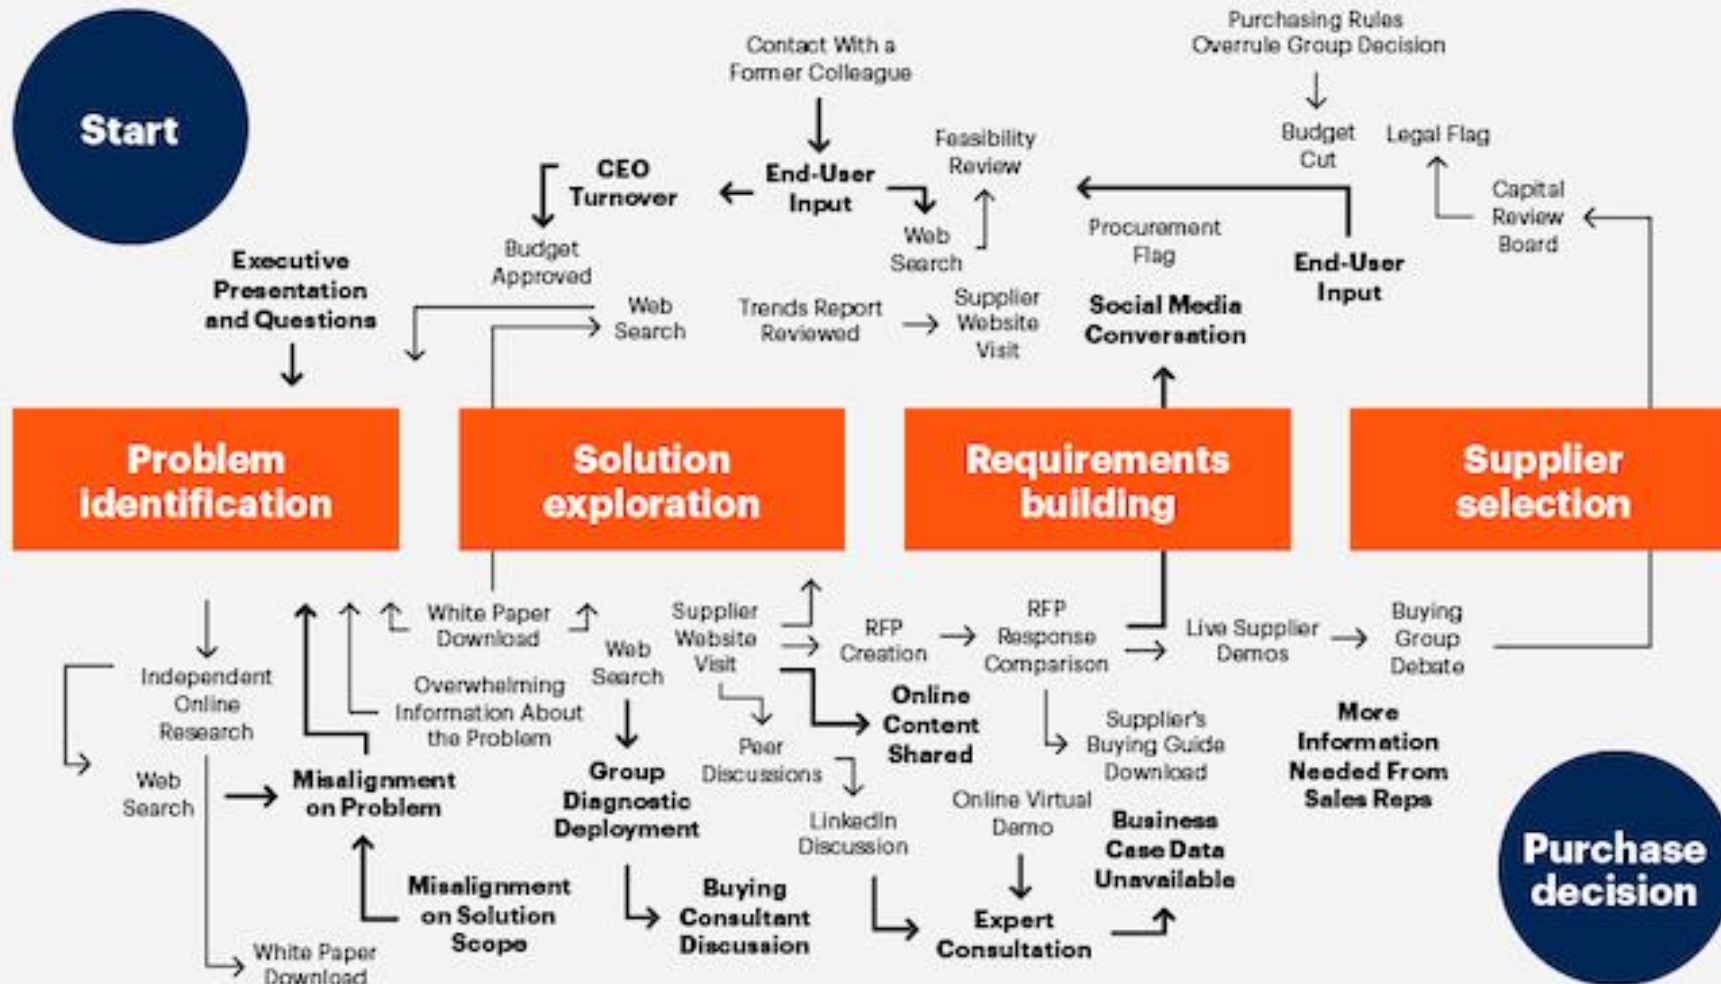 Start
Contact With a
Former Colleague
Purchasing Rules
Overrule Group Decision
CEO
Turnover
End-User
Input
Feasibility
Review
Budget
Cut
Legal Flag
Budget
Approved
Web
Search
Procurement
Flag
End-User
Input
Capital
Review
Board
Executive
Presentation
and Questions
Web
Search
Trends Report
Reviewed
Supplier
Website
Visit
Social Media
Conversation
Problem
identification
Solution
exploration
Requirements
building
Supplier
selection
White Paper
Download
Web
Search
Supplier
Website
Visit
RFP
Creation
RFP
Response
Comparison
Live Supplier
Demos
Buying
Group
Debate
Independent
Online
Research
Overwhelming
Information About
the Problem
Online
Content
Shared
Supplier's
Buying Guide
Download
More
Information
Needed From
Sales Reps
Web
Search
Misalignment
on Problem
Group
Diagnostic
Deployment
Peer
Discussions
LinkedIn
Discussion
Online Virtual
Demo
Business
Case Data
Unavailable
Misalignment
on Solution
Scope
Buying
Consultant
Discussion
Expert
Consultation
White Paper
Download
Purchase
decision